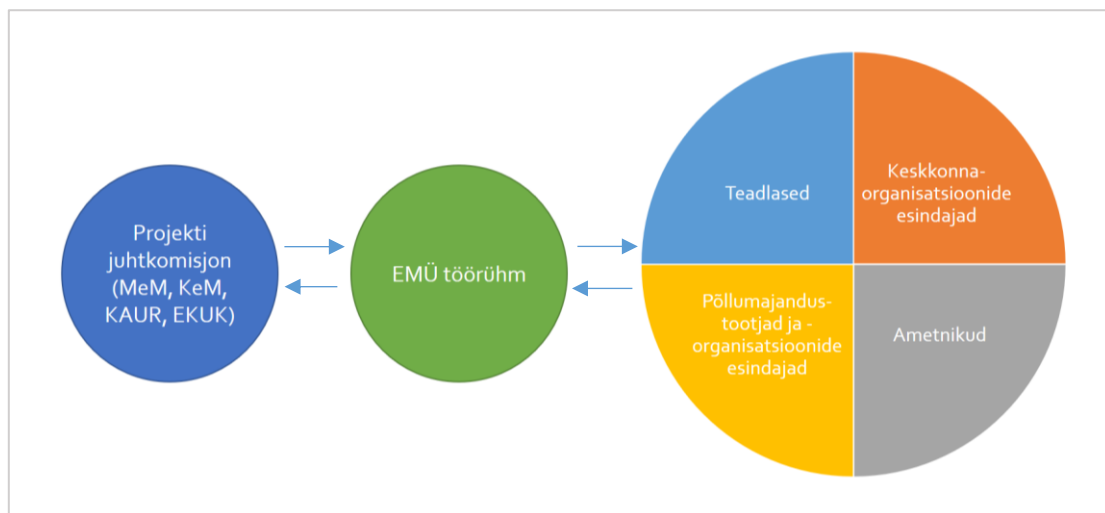 Projekti
juhtkomisjon
(MeM, KeM,
KAUR, EKUK)
EMÜ töörühm
Teadlased
Keskkonna-
organisatsioonide
esindajad
Põllumajandus-
tootjad ja -
organisatsioonide
esindajad
Ametnikud